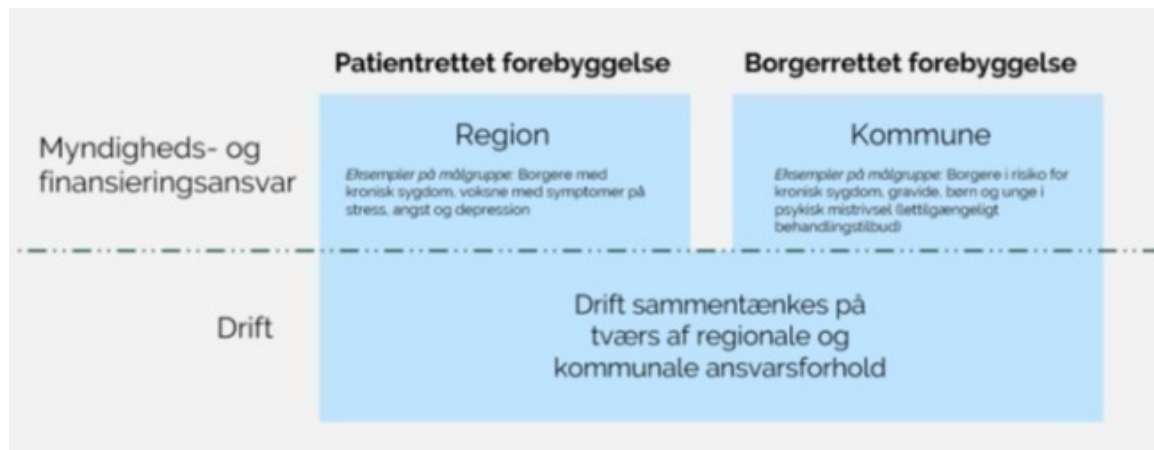 Patientrettet forebyggelse
Borgerrettet forebyggelse
Myndigheds- og
finansieringsansvar
Region
Eksempler på målgruppe: Borgere med
kronisk sygdom, voksne med symptomer på
stress, angst og depression
Kommune
Eksempler på målgruppe: Borgere i risiko for
kronisk sygdom, gravide, børn og unge i
psykisk mistrivsel (lettilgængeligt
behandlingstilbud)
Drift
Drift sammentænkes på
tværs af regionale og
kommunale ansvarsforhold